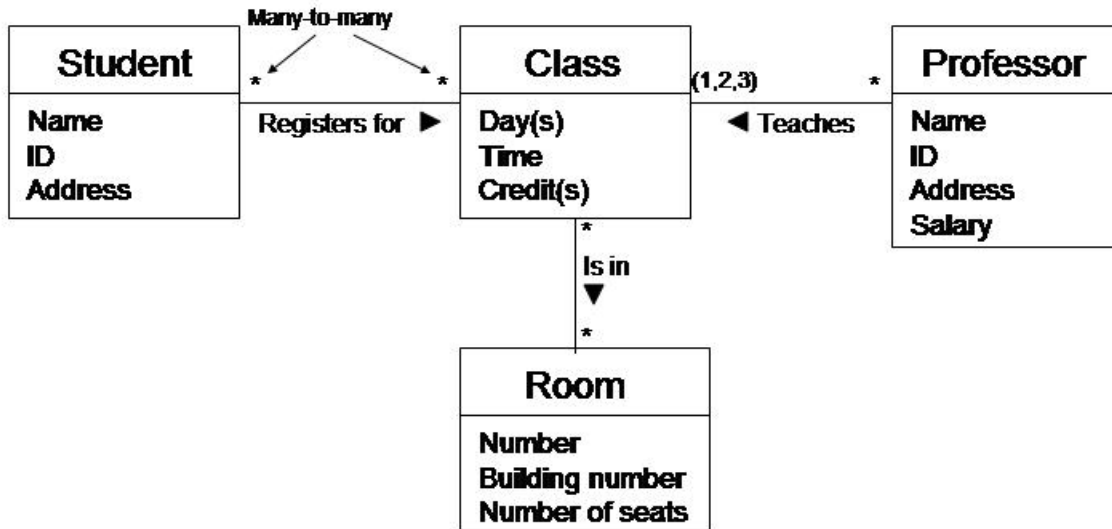 Many-to-many
Student
* *
Name
ID
Address
Registers for ►
Class
Day(s)
Time
Credit(s)
(1,2,3) *
◄ Teaches
Professor
Name
ID
Address
Salary
*
Is in
▼
*
Room
Number
Building number
Number of seats